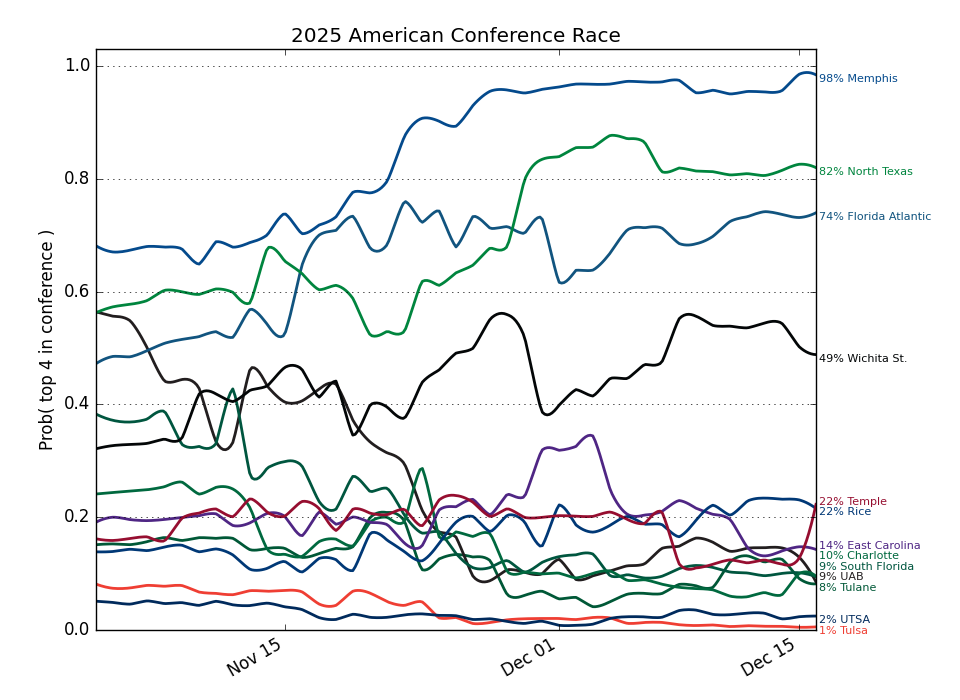 2025 American Conference Race
Prob( top 4 in conference )
1.0
0.8
0.6
0.4
0.2
0.0
Nov 15
Dec 01
Dec 15
98% Memphis
82% North Texas
74% Florida Atlantic
49% Wichita St.
22% Temple
22% Rice
14% East Carolina
10% Charlotte
9% South Florida
9% UAB
8% Tulane
2% UTSA
1% Tulsa